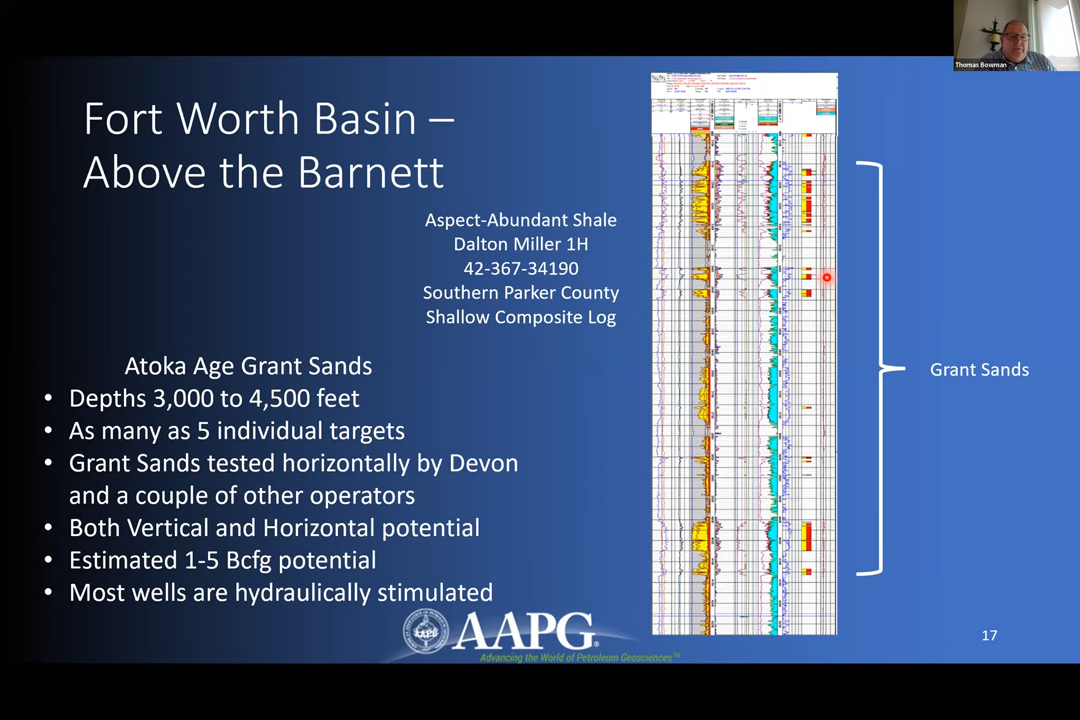 Thomas Bowman
Fort Worth Basin –
Above the Barnett
Aspect-Abundant Shale
Dalton Miller 1H
42-367-34190
Southern Parker County
Shallow Composite Log
Atoka Age Grant Sands
• Depths 3,000 to 4,500 feet
• As many as 5 individual targets
• Grant Sands tested horizontally by Devon
and a couple of other operators
• Both Vertical and Horizontal potential
• Estimated 1-5 Bcfg potential
• Most wells are hydraulically stimulated
Grant Sands
AAPG
Advancing the World of Petroleum Geosciences™
17